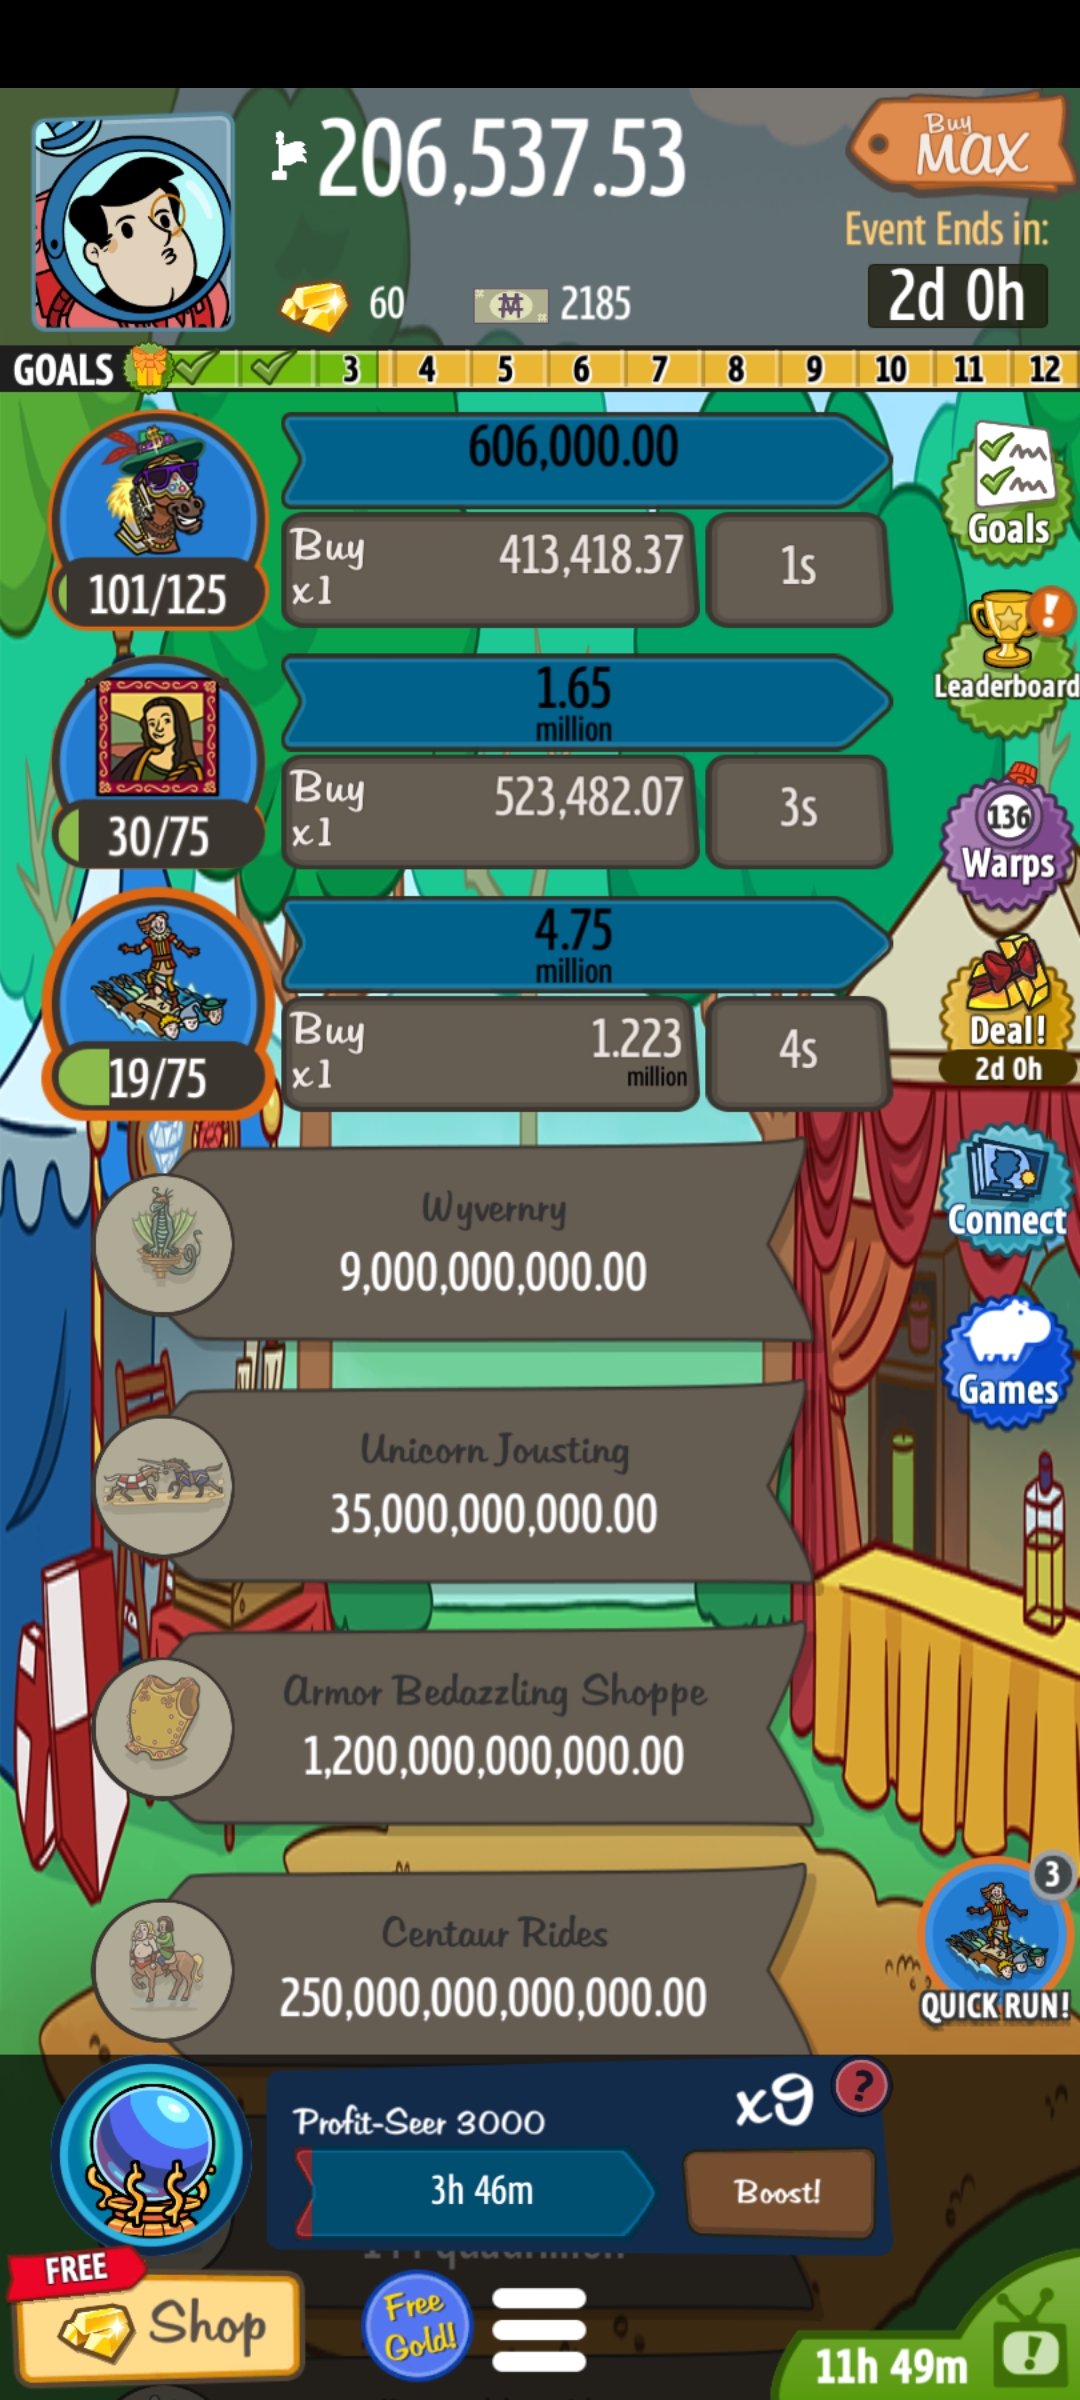 206,537.53
Buy
MAX
Event Ends in:
2d 0h
60
2185
GOALS 3 4 5 6 7 8 9 10 11 12
606,000.00
Buy
x1
413,418.37
1s
101/125
Goals
Leaderboard
1.65
million
Buy
x1
523,482.07
3s
30/75
136
Warps
4.75
million
Buy
x1
1.223
million
4s
19/75
Deal!
2d 0h
Wyvernry
9,000,000,000.00
Connect
Unicorn Jousting
35,000,000,000.00
Games
Armor Bedazzling Shoppe
1,200,000,000,000.00
Centaur Rides
250,000,000,000,000.00
3
QUICK RUN!
Profit-Seer 3000
x9
?
3h 46m
Boost!
FREE
Shop
Free
Gold!
11h 49m
!